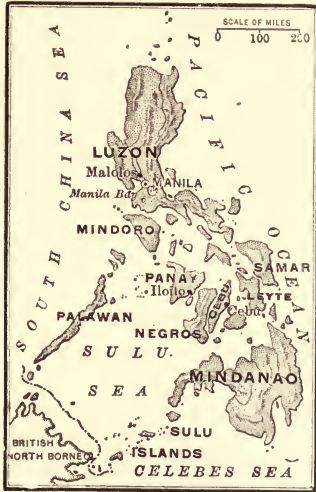 SCALE OF MILES
0 100 200
SOUTH CHINA SEA
PACIFIC OCEAN
LUZON
Malolos
MANILA
Manila Bay
MINDORO
SAMAR
PANAY
Iloilo
CEBU
LEYTE
Cebu
PALAWAN
NEGROS
SULU
SEA
MINDANAO
SULU
ISLANDS
BRITISH
NORTH BORNEO
CELEBES SEA